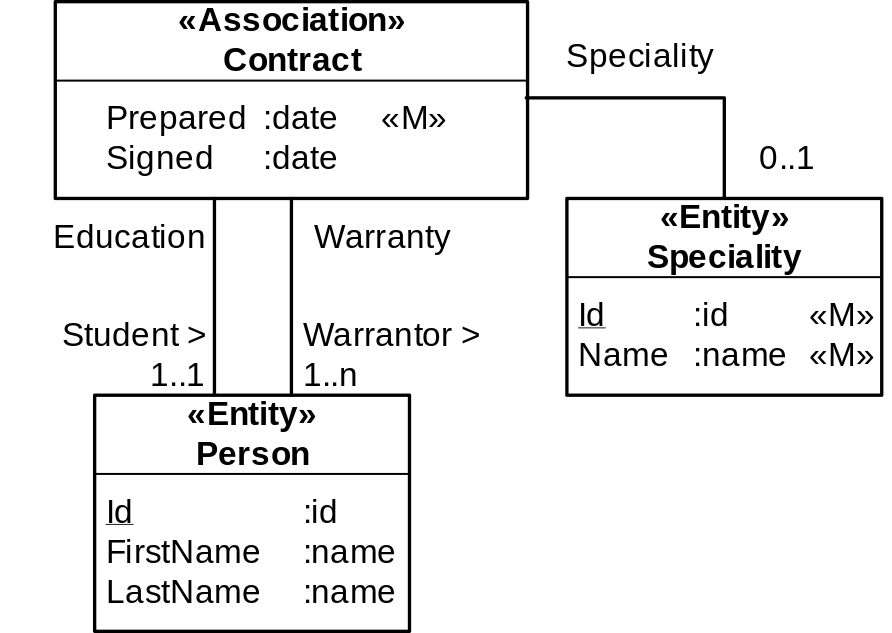 «Association»
Contract
Prepared :date «M»
Signed :date
Speciality
0..1
Education
Warranty
Student >
1..1
Warrantor >
1..n
«Entity»
Speciality
Id :id «M»
Name :name «M»
«Entity»
Person
Id :id
FirstName :name
LastName :name